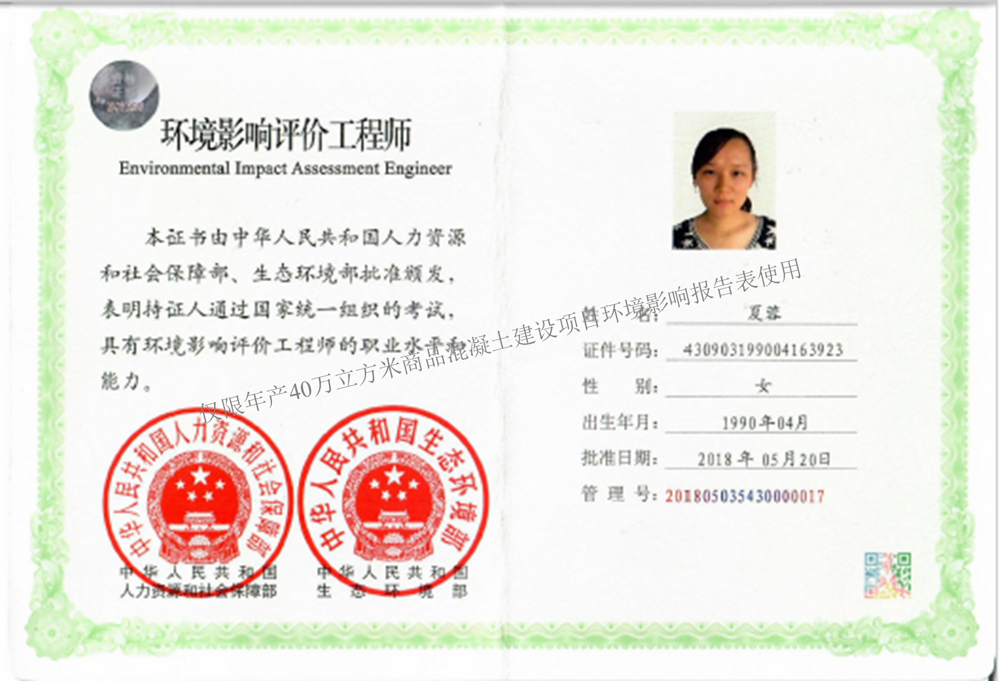 环境影响评价工程师
Environmental Impact Assessment Engineer
本证书由中华人民共和国人力资源
和社会保障部、生态环境部批准颁发，
表明持证人通过国家统一组织的考试，
具有环境影响评价工程师的职业水平和
能力。
中华人民共和国人力资源和社会保障部
中华人民共和国生态环境部
中华人民共和国
人力资源和社会保障部
中华人民共和国
生态环境部
仅限年产40万立方米商品混凝土建设项目环境影响报告表使用
姓名：夏蓉
证件号码：430903199004163923
性别：女
出生年月：1990年04月
批准日期：2018年05月20日
管理号：201805035430000017